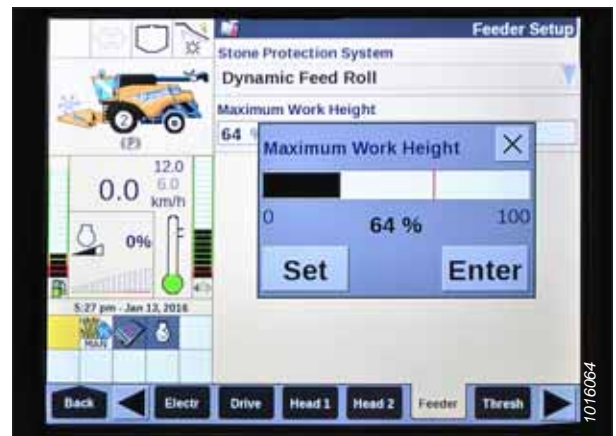 Feeder Setup
Stone Protection System
Dynamic Feed Roll
Maximum Work Height
64 %
Maximum Work Height
0
64 %
100
Set
Enter
2
(P)
12.0
0.0
6.0
km/h
0%
5:27 pm - Jan 13, 2016
MAN
Back
Electr
Drive
Head 1
Head 2
Feeder
Thresh
1016064